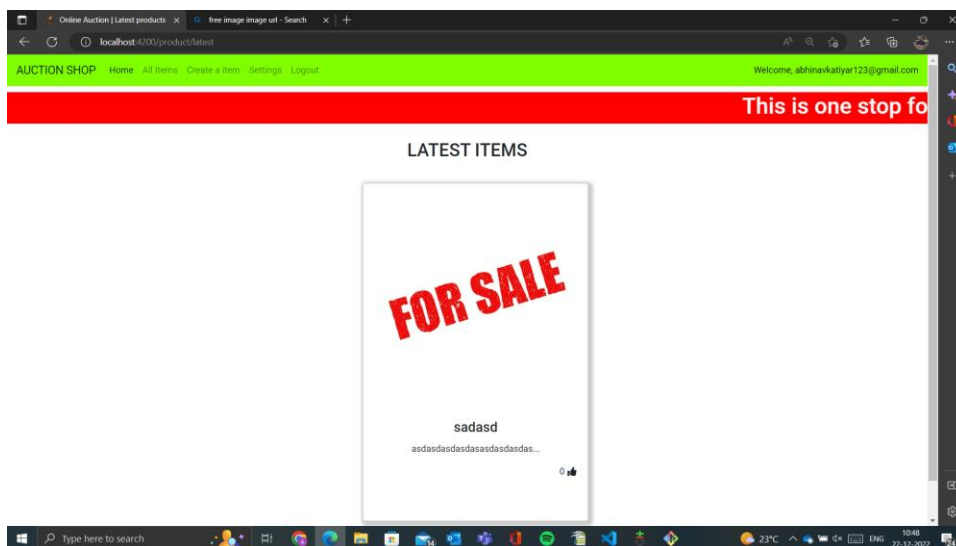 Online Auction | Latest products
free image image url - Search
localhost:4200/product/latest
AUCTION SHOP Home All Items Create a Item Settings Logout Welcome, abhinavkatiyar123@gmail.com
This is one stop fo
LATEST ITEMS
FOR SALE
sadasd
asdasdasdasdasasdasdasdas...
0
Type here to search
23°C ENG 10:48
22-12-2022